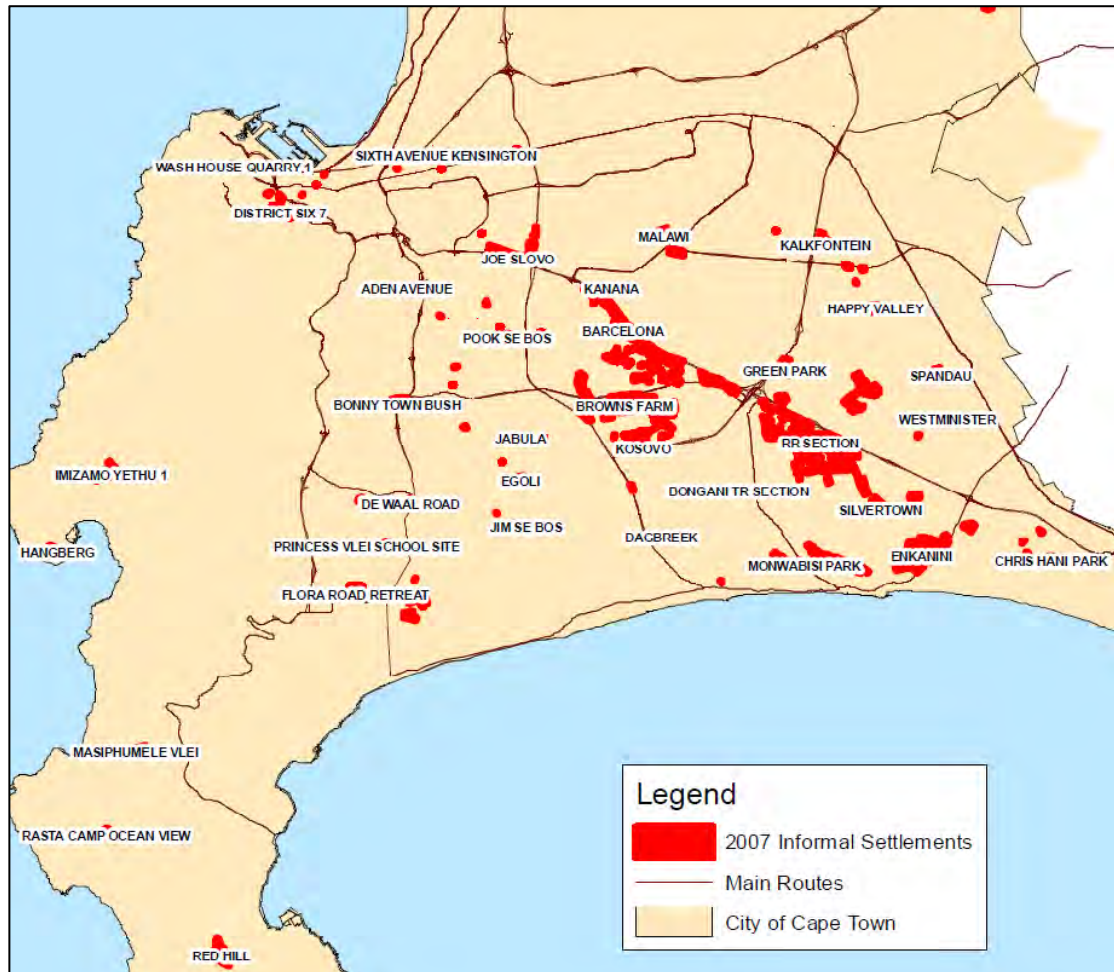 SIXTH AVENUE KENSINGTON
WASH HOUSE QUARRY,1
DISTRICT SIX 7
MALAWI
KALKFONTEIN
JOE SLOVO
ADEN AVENUE
KANANA
HAPPY VALLEY
BARCELONA
POOK SE BOS
GREEN PARK
SPANDAU
BONNY TOWN BUSH
BROWNS FARM
WESTMINISTER
JABULA'
RR SECTION
KOSOVO
IMIZAMO YETHU 1
EGOLI
DONGANI TR SECTION
DE WAAL ROAD
SILVERTOWN
JIM SE BOS
DAGBREEK
PRINCESS VLEI SCHOOL SITE
HANGBERG
ENKANINI
CHRIS HANI PARK
MONWABISI PARK
FLORA ROAD RETREAT
MASIPHUMELE VLEI
RASTA CAMP OCEAN VIEW
RED HILL
Legend
2007 Informal Settlements
Main Routes
City of Cape Town